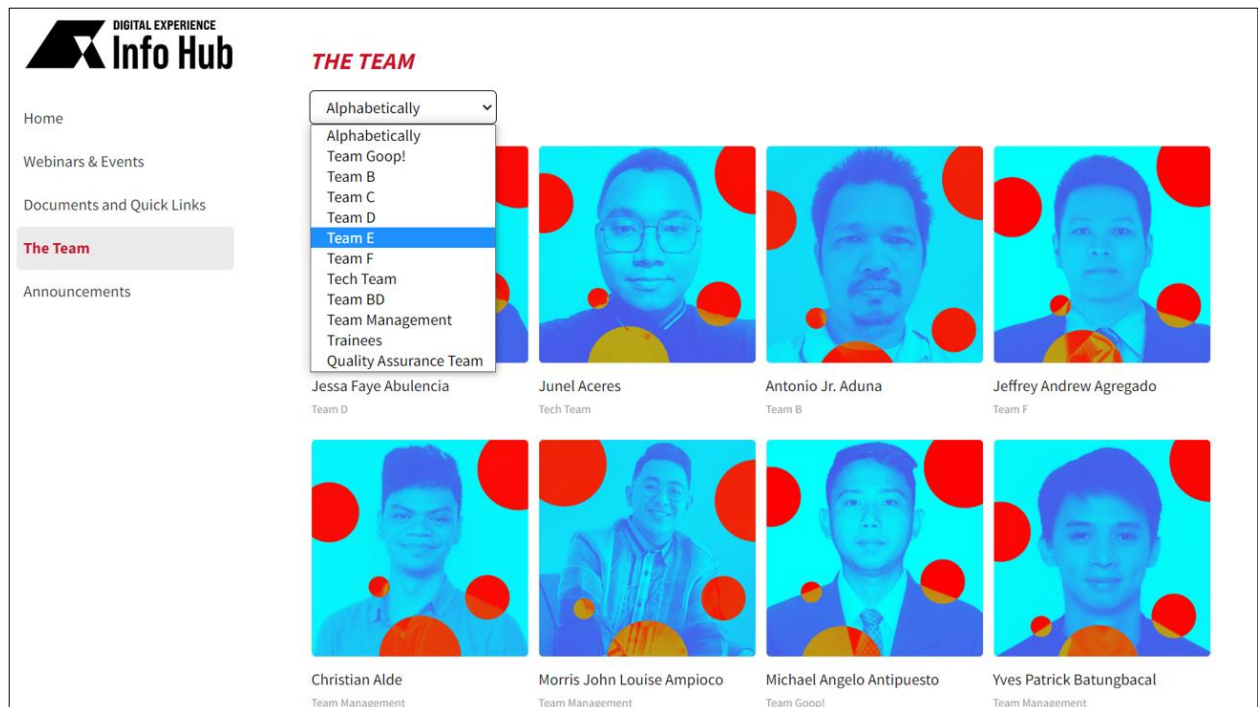 DIGITAL EXPERIENCE
Info Hub
Home
Webinars & Events
Documents and Quick Links
The Team
Announcements
THE TEAM
Alphabetically
Alphabetically
Team Goop!
Team B
Team C
Team D
Team E
Team F
Tech Team
Team BD
Team Management
Trainees
Quality Assurance Team
Jessa Faye Abulencia
Team D
Junel Aceres
Tech Team
Antonio Jr. Aduna
Team B
Jeffrey Andrew Agregado
Team F
Christian Alde
Team Management
Morris John Louise Ampioco
Team Management
Michael Angelo Antipuesto
Team Goop!
Yves Patrick Batungbacal
Team Management